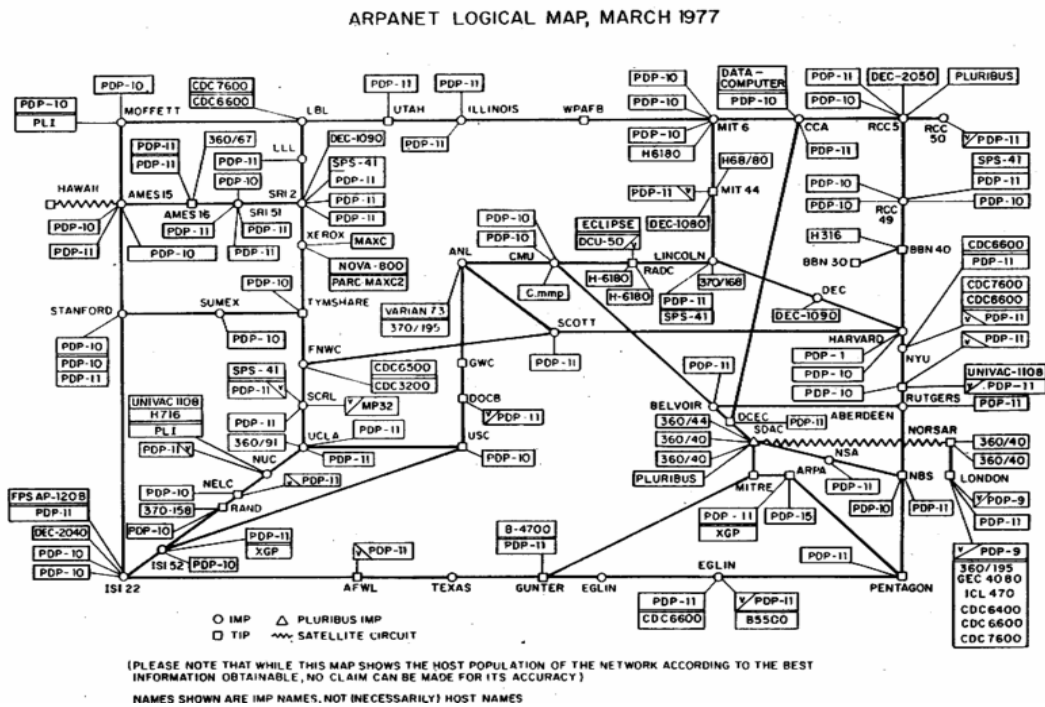 ARPANET LOGICAL MAP, MARCH 1977
PDP-10
PDP-10
PLI
MOFFETT
CDC7600
CDC6600
LBL
PDP-11
UTAH
PDP-11
ILLINOIS
PDP-11
WPAFB
PDP-10
PDP-10
PDP-10
H6180
MIT 6
DATA-
COMPUTER
PDP-10
CCA
PDP-11
PDP-11
PDP-10
DEC-2050
PLURIBUS
RCC5
RCC
50
PDP-11
LLL
PDP-11
PDP-11
360/67
PDP-11
PDP-10
DEC-1090
SPS-41
PDP-11
PDP-11
PDP-11
HAWAII
AMES15
AMES16
SRI 51
SRI 2
PDP-10
PDP-11
PDP-10
PDP-11
PDP-11
PDP-11
H68/80
PDP-11
MIT 44
DEC-1080
SPS-41
PDP-11
PDP-10
PDP-10
PDP-10
RCC
49
XEROX
MAXC
NOVA-800
PARC-MAXC2
PDP-10
PDP-10
ECLIPSE
DCU-50
ANL
CMU
RADC
LINCOLN
H-6180
H-6180
370/168
C.mmp
PDP-11
SPS-41
H316
BBN 30
BBN 40
CDC6600
PDP-11
CDC7600
CDC6600
PDP-11
PDP-11
DEC
DEC-1090
STANFORD
SUMEX
PDP-10
TYMSHARE
PDP-10
VARIAN 73
370/195
SCOTT
PDP-11
HARVARD
PDP-1
PDP-10
PDP-10
NYU
PDP-10
PDP-10
PDP-11
FNWC
CDC6500
CDC3200
GWC
SPS-41
PDP-11
SCRL
MP32
PDP-11
DOCB
PDP-11
PDP-11
UNIVAC-1108
PDP-11
RUTGERS
PDP-11
BELVOIR
ABERDEEN
UNIVAC 1108
H716
PLI
PDP-11
360/91
UCLA
PDP-11
PDP-11
USC
PDP-10
360/44
360/40
360/40
PLURIBUS
DCEC
PDP-11
SDAC
NORSAR
360/40
360/40
NUC
NELC
PDP-10
PDP-11
370-158
RAND
PDP-10
NSA
PDP-11
MITRE
ARPA
NBS
PDP-10
PDP-11
LONDON
PDP-9
PDP-11
FPS AP-120B
PDP-11
DEC-2040
PDP-10
PDP-10
ISI 52
PDP-11
XGP
PDP-10
B-4700
PDP-11
PDP-11
XGP
PDP-15
PDP-11
PDP-9
360/195
GEC 4080
ICL 470
CDC6400
CDC6600
CDC7600
PDP-11
ISI22
AFWL
TEXAS
GUNTER
EGLIN
EGLIN
PENTAGON
PDP-11
CDC6600
PDP-11
B5500
IMP
PLURIBUS IMP
TIP
SATELLITE CIRCUIT
(PLEASE NOTE THAT WHILE THIS MAP SHOWS THE HOST POPULATION OF THE NETWORK ACCORDING TO THE BEST
INFORMATION OBTAINABLE, NO CLAIM CAN BE MADE FOR ITS ACCURACY)
NAMES SHOWN ARE IMP NAMES, NOT (NECESSARILY) HOST NAMES